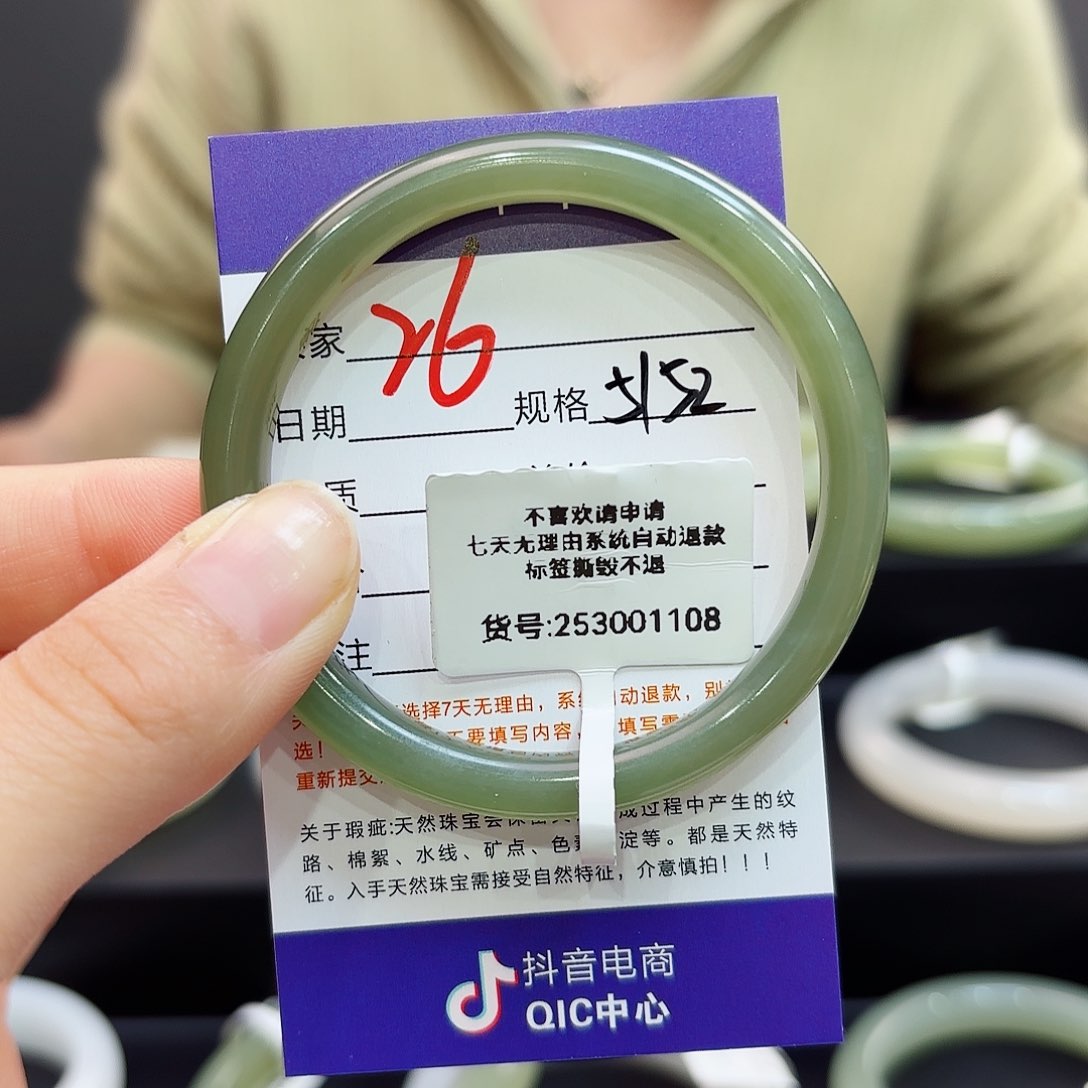 家
26
日期
规格
质
不喜欢请申请
七天无理由系统自动退款
标签撕毁不退
货号:253001108
注
选择7天无理由，系 动退款，别
不要填写内容， 填写需
选！
重新提交
关于瑕疵:天然珠宝会保 成过程中产生的纹
路、棉絮、水线、矿点、色 淀等。都是天然特
征。入手天然珠宝需接受自然特征，介意慎拍！！！
抖音电商
QIC中心